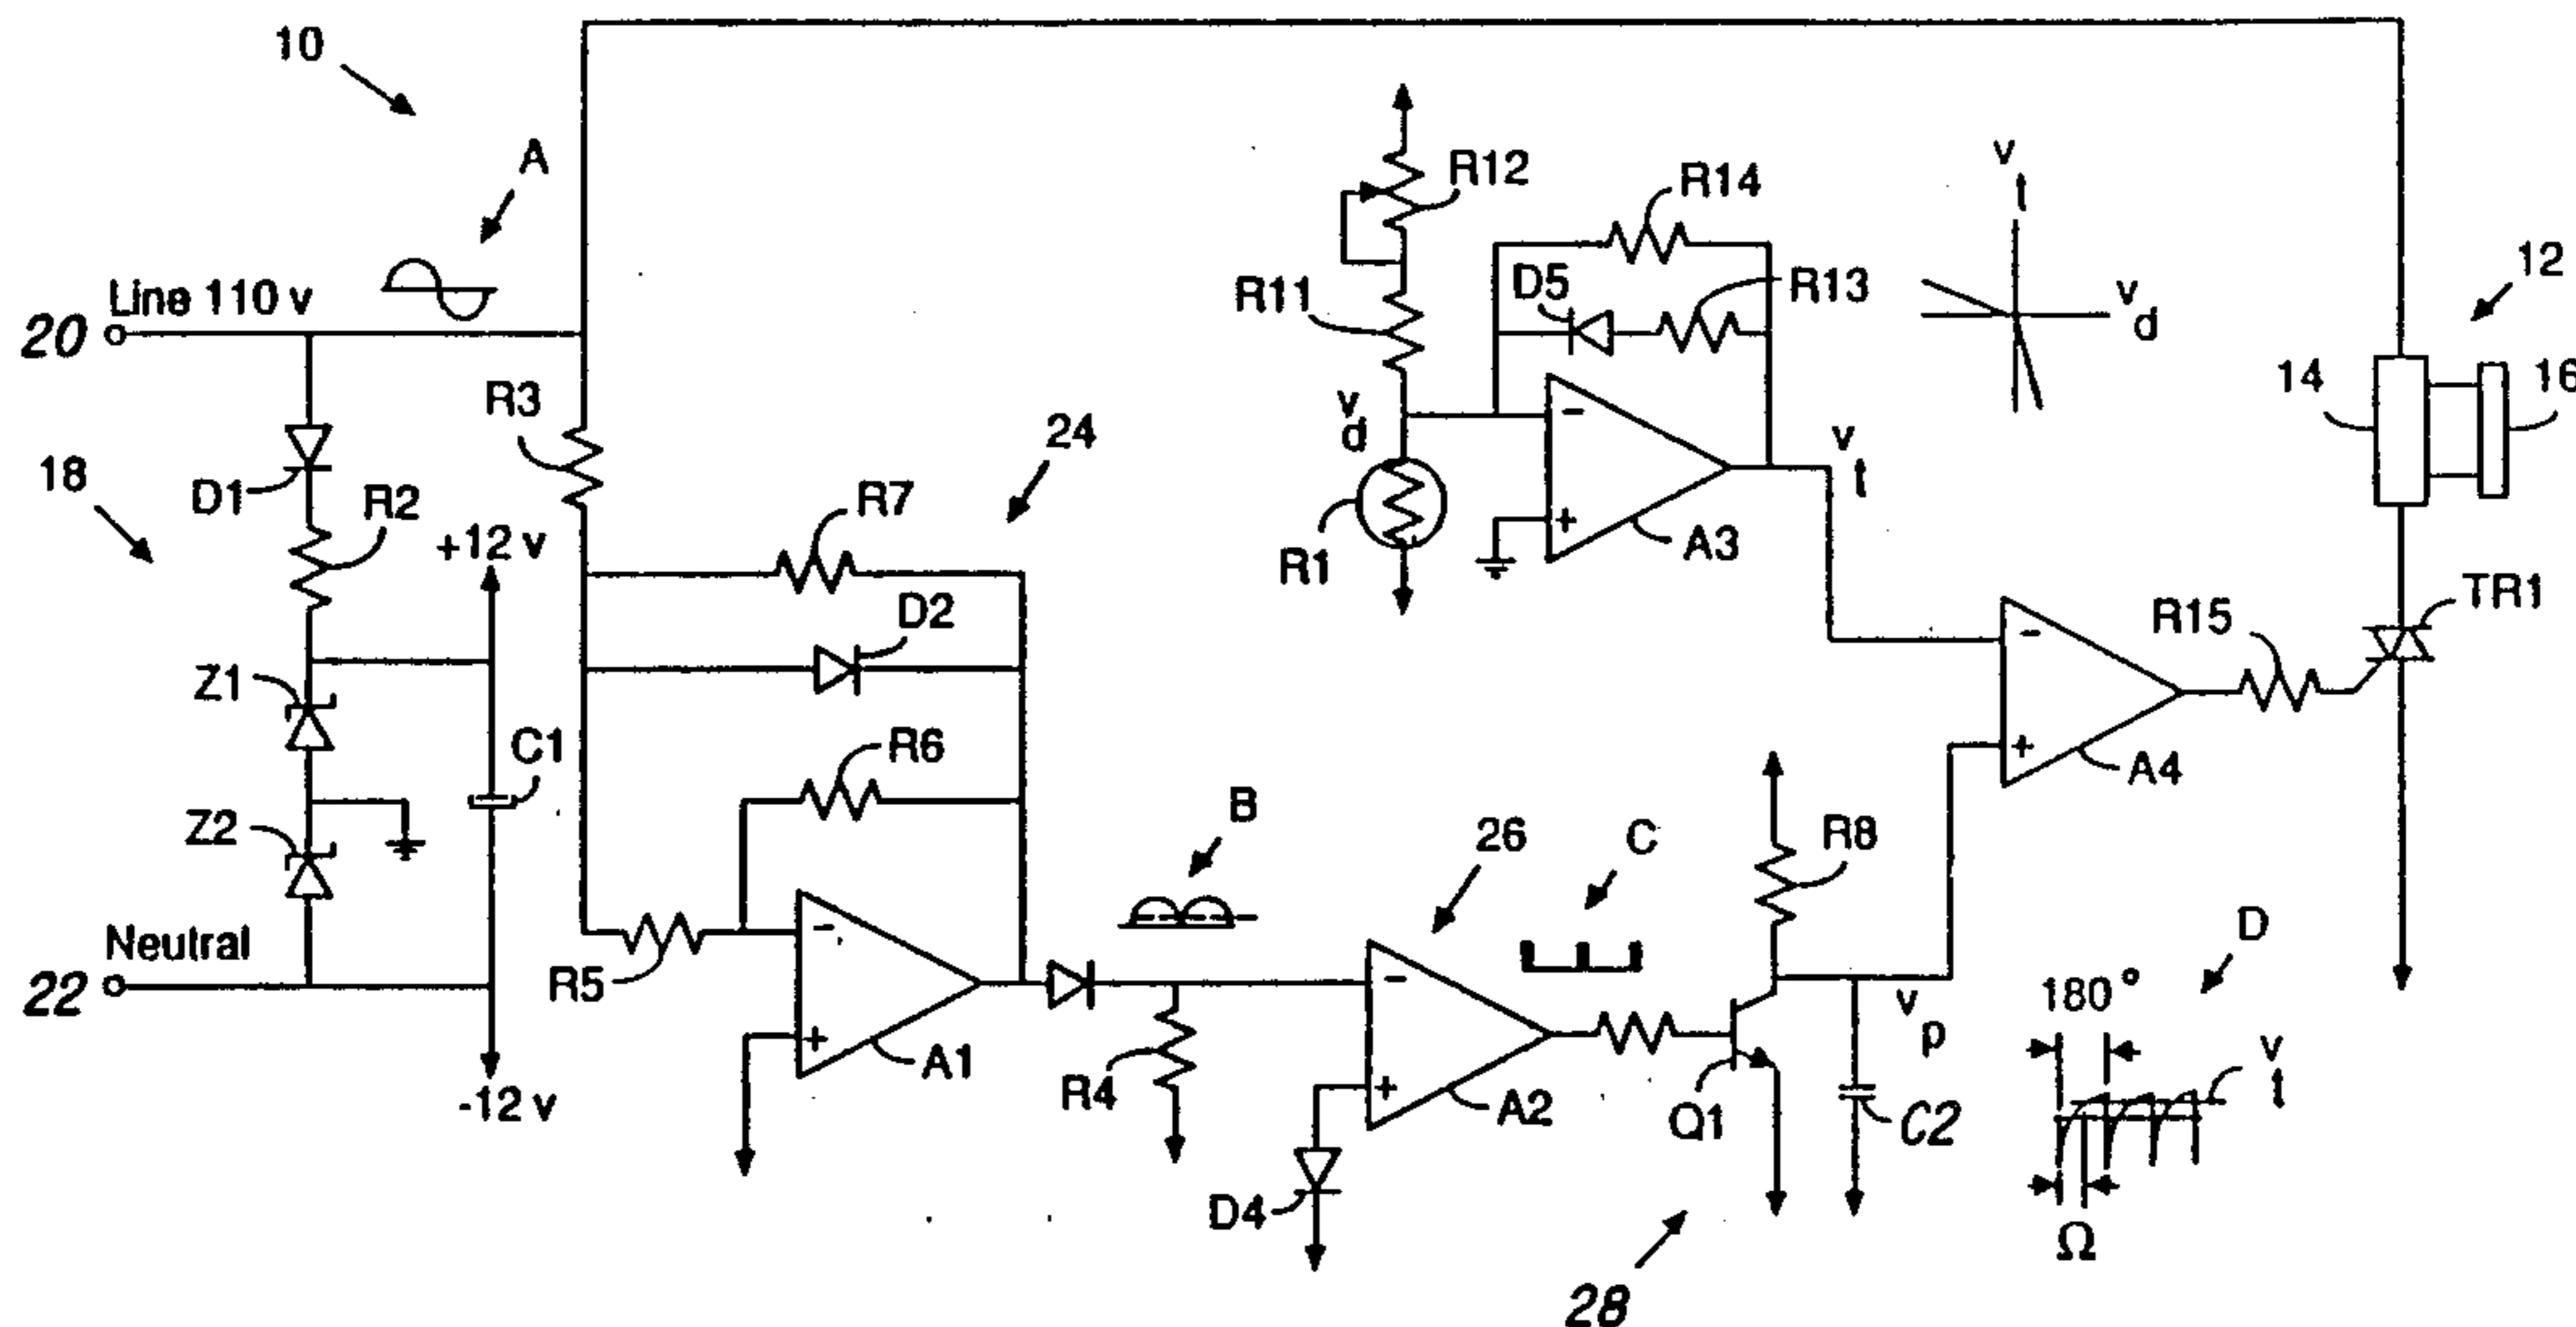 10
A
Line 110 v
20
R3
18
D1
R2
+12 v
Z1
C1
Z2
Neutral
22
-12 v
R7
24
D2
R6
R5
A1
B
R4
26
C
A2
D4
R12
R11
R14
D5
R13
v
d
R1
A3
v
t
v
t
v
d
12
14
16
TR1
R15
A4
R8
Q1
v
p
C2
28
D
180°
v
t
Ω
-
+
-
+
-
+
-
+